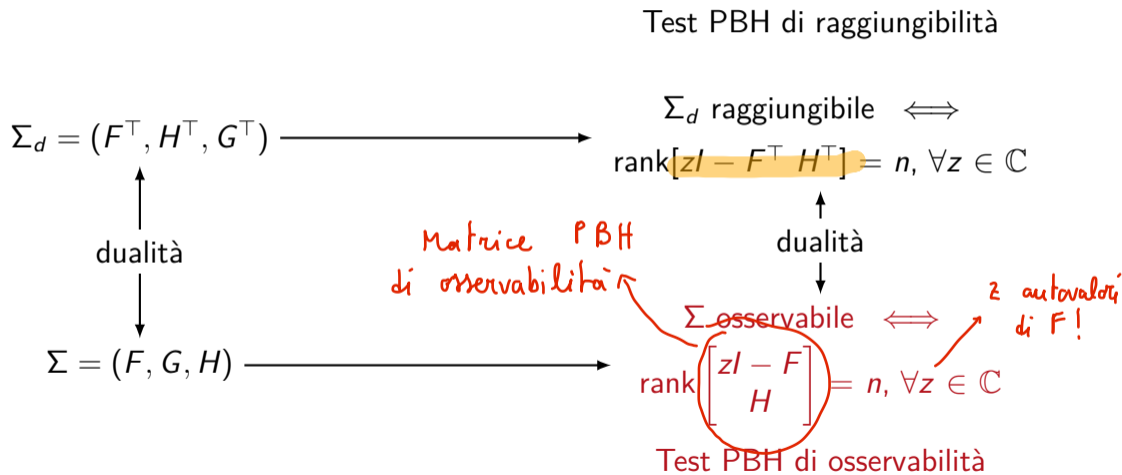 Test PBH di raggiungibilità
Σ_d raggiungibile ⟺
Σ_d = (F^⊤, H^⊤, G^⊤)
rank[zI − F^⊤ H^⊤] = n, ∀z ∈ ℂ
dualità
dualità
Matrice PBH
di osservabilità
z autovalori
di F!
Σ osservabile ⟺
Σ = (F, G, H)
rank[zI − F
H] = n, ∀z ∈ ℂ
Test PBH di osservabilità